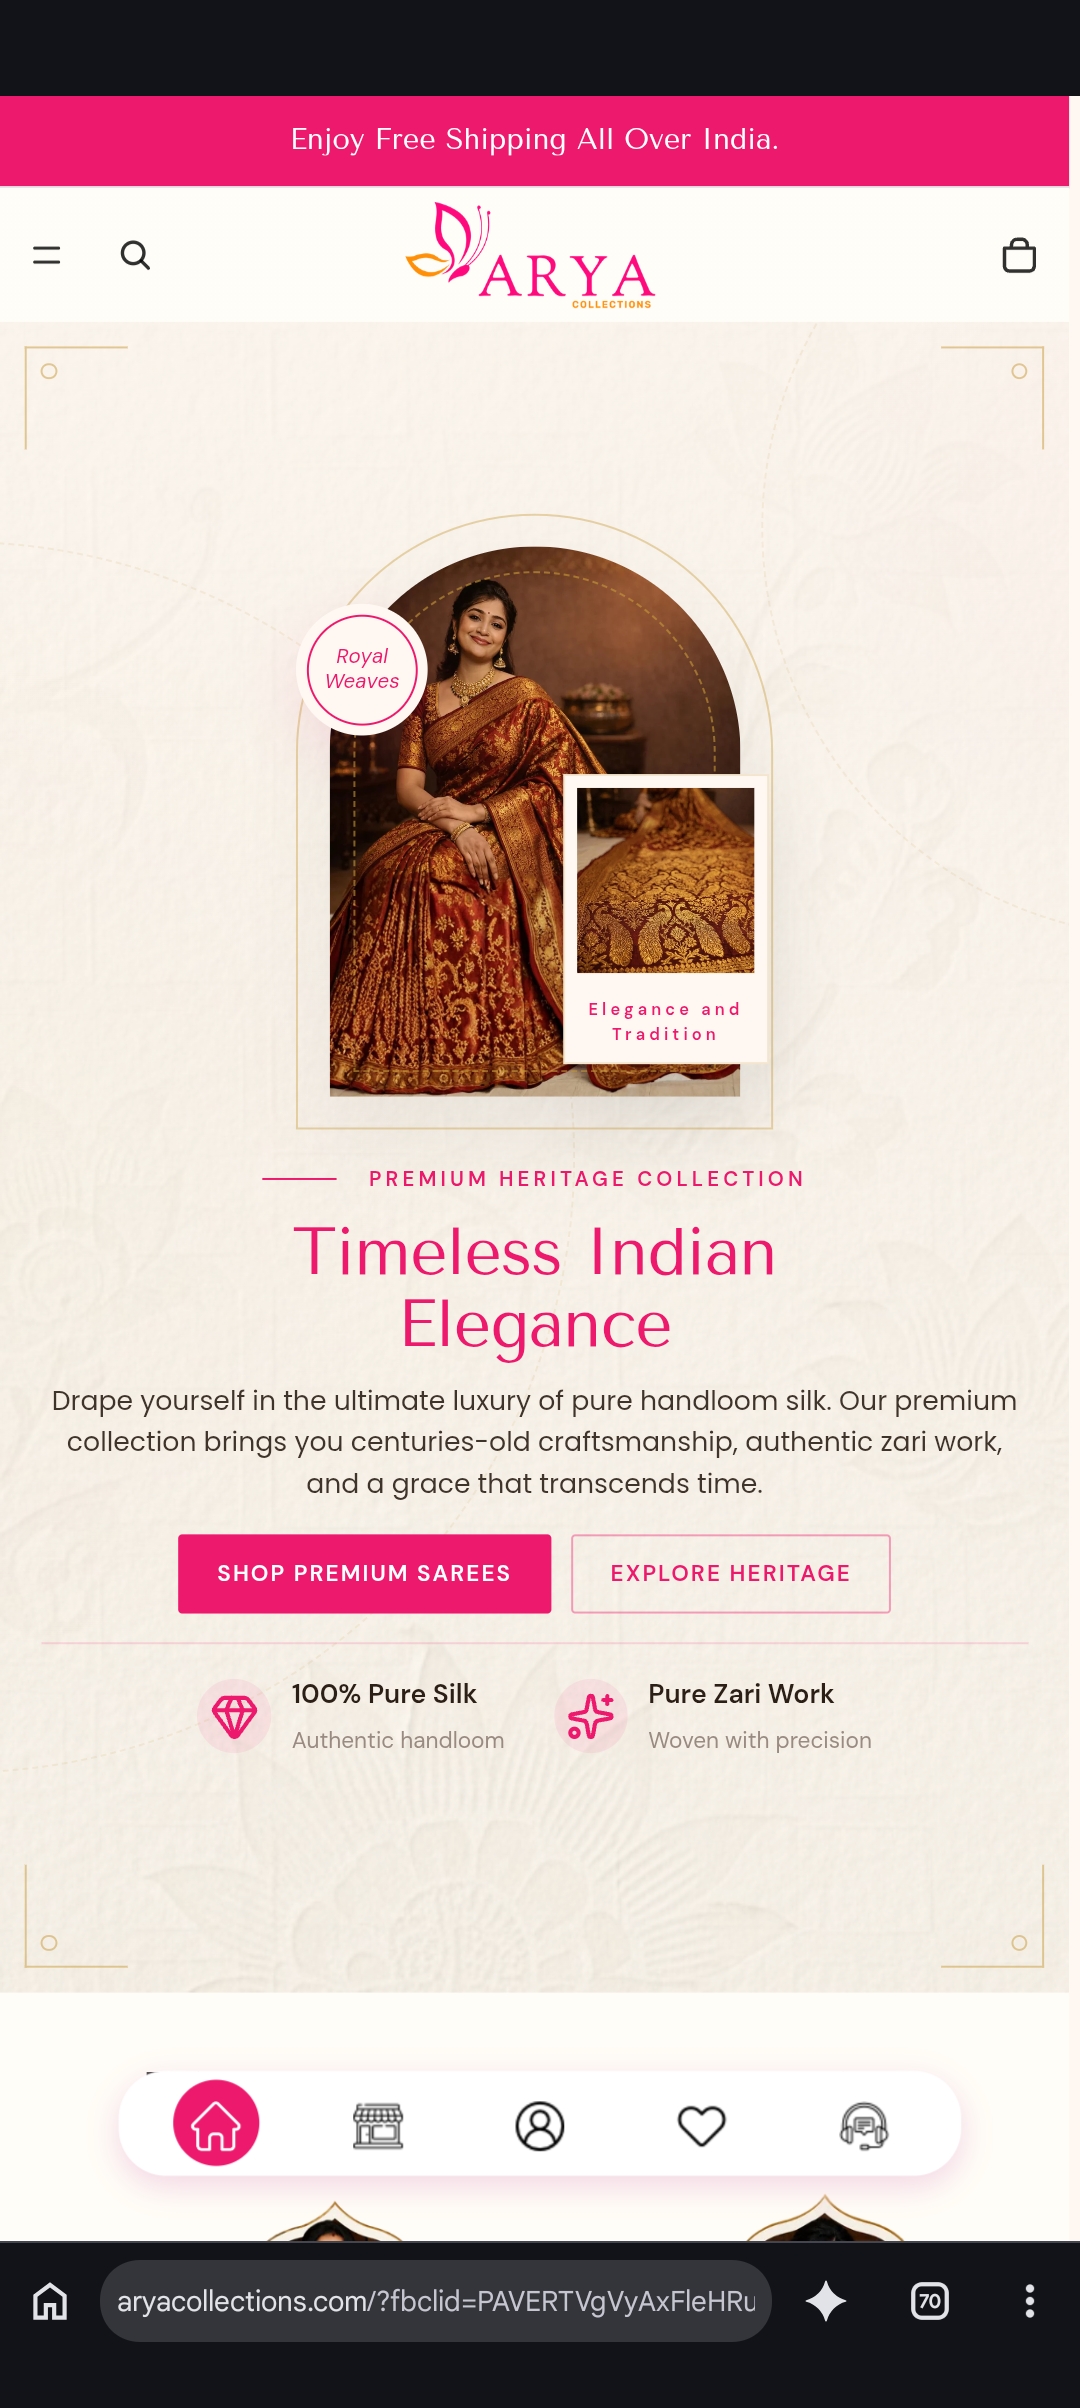 Enjoy Free Shipping All Over India.
ARYA
COLLECTIONS
Royal
Weaves
Elegance and
Tradition
PREMIUM HERITAGE COLLECTION
Timeless Indian
Elegance
Drape yourself in the ultimate luxury of pure handloom silk. Our premium
collection brings you centuries-old craftsmanship, authentic zari work,
and a grace that transcends time.
SHOP PREMIUM SAREES
EXPLORE HERITAGE
100% Pure Silk
Authentic handloom
Pure Zari Work
Woven with precision
aryacollections.com/?fbclid=PAVERTVgVyAxFleHRu
70